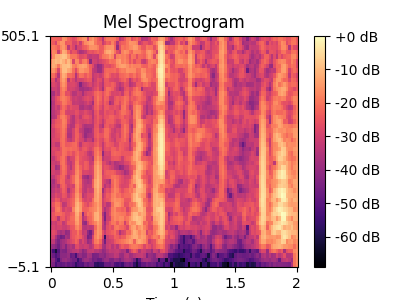 Mel Spectrogram
505.1
−5.1
0
0.5
1
1.5
2
+0 dB
-10 dB
-20 dB
-30 dB
-40 dB
-50 dB
-60 dB